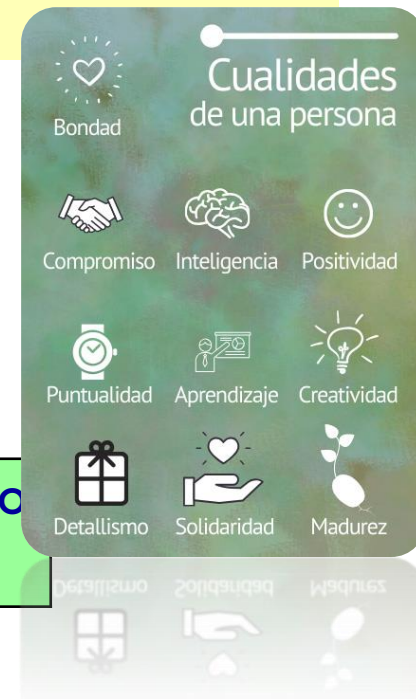 Cualidades
de una persona
Bondad
Compromiso Inteligencia Positividad
Puntualidad Aprendizaje Creatividad
Detallismo Solidaridad Madurez